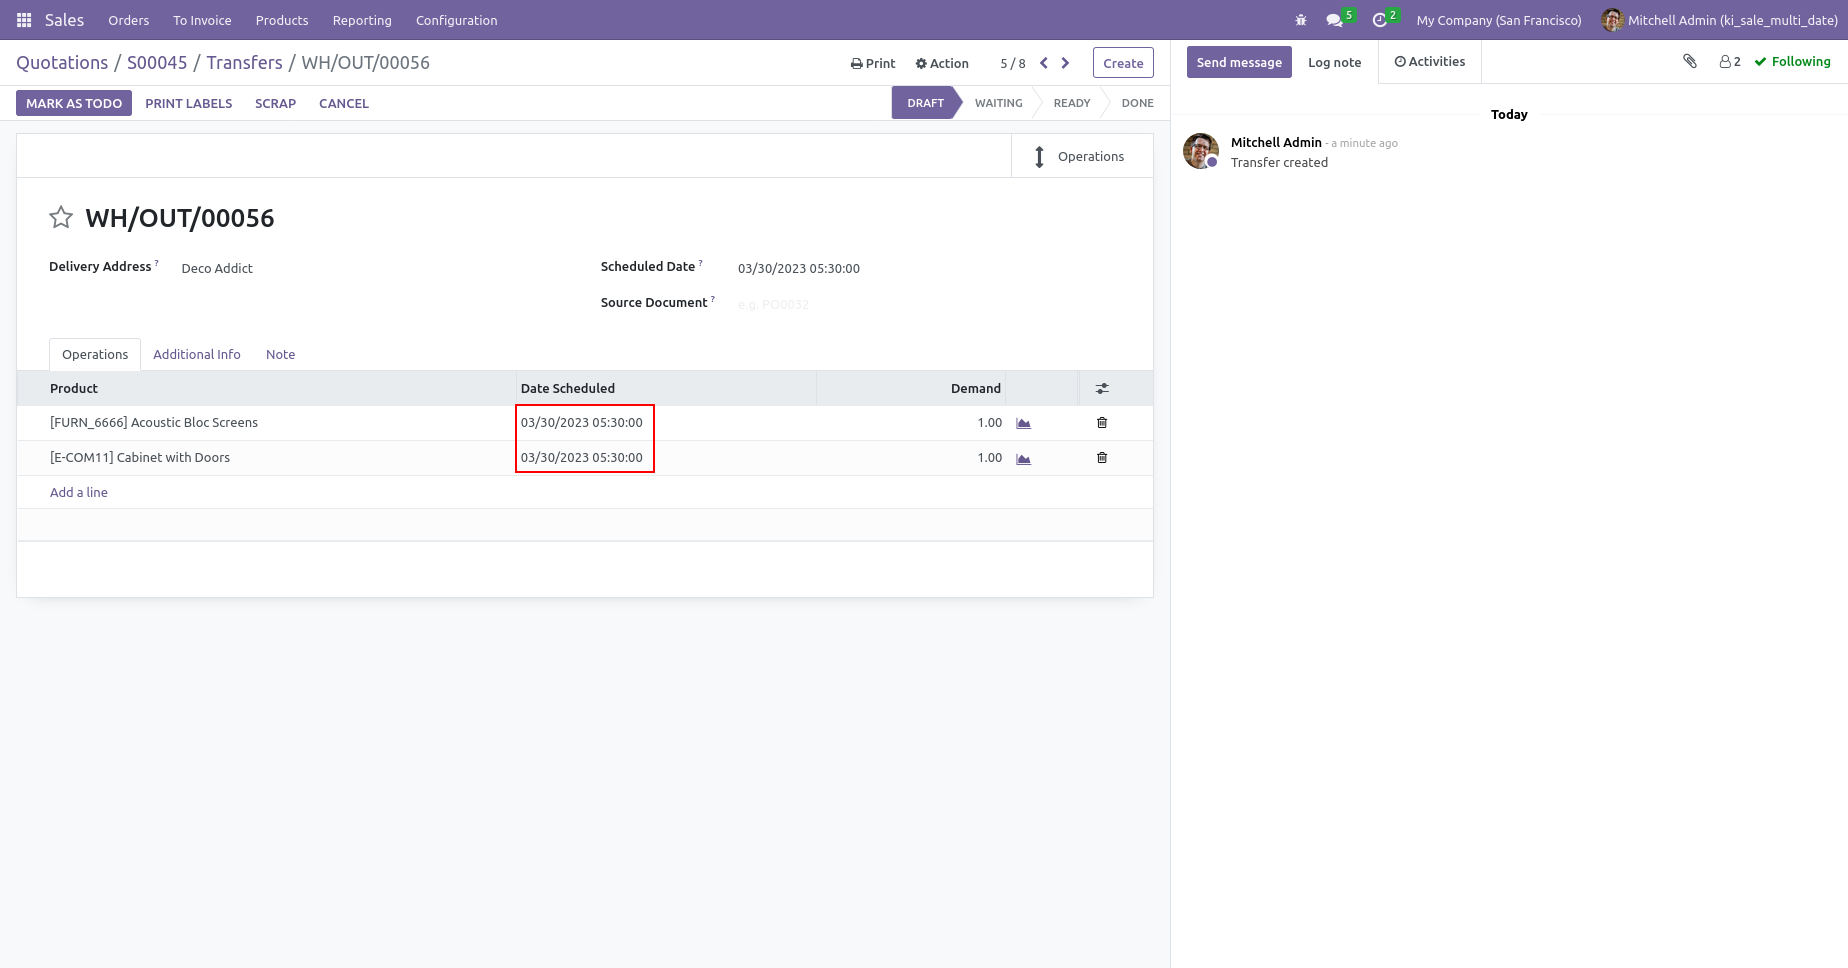 Sales Orders To Invoice Products Reporting Configuration 5 2 My Company (San Francisco) Mitchell Admin (ki_sale_multi_date)
Quotations / S00045 / Transfers / WH/OUT/00056 Print Action 5 / 8 Create
MARK AS TODO PRINT LABELS SCRAP CANCEL DRAFT WAITING READY DONE
Operations
WH/OUT/00056
Delivery Address ? Deco Addict Scheduled Date ? 03/30/2023 05:30:00
Source Document ? e.g. PO0032
Operations Additional Info Note
Product Date Scheduled Demand
[FURN_6666] Acoustic Bloc Screens 03/30/2023 05:30:00 1.00
[E-COM11] Cabinet with Doors 03/30/2023 05:30:00 1.00
Add a line
Send message Log note Activities 2 Following
Today
Mitchell Admin - a minute ago
Transfer created